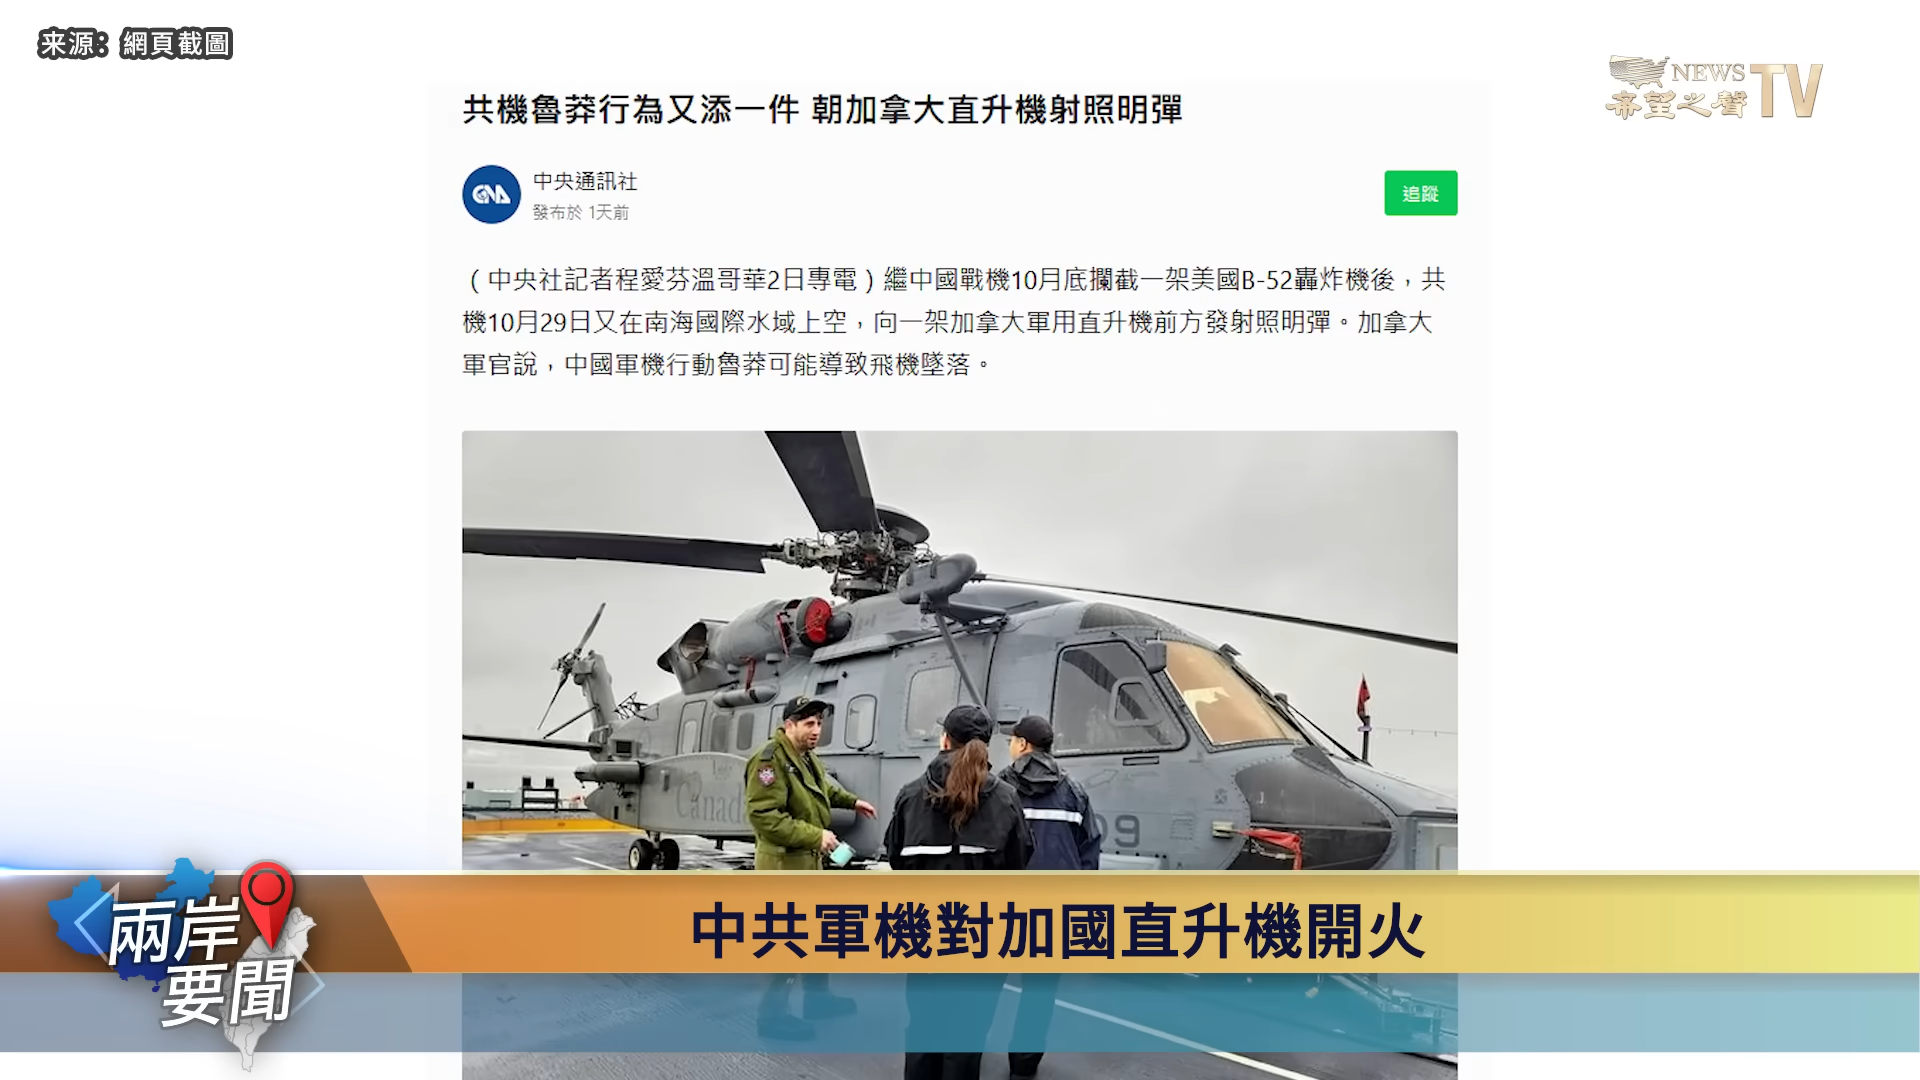 来源：網頁截圖
NEWS
希望之聲TV
共機魯莽行為又添一件 朝加拿大直升機射照明彈
CNA
中央通訊社
發布於 1天前
追蹤
（中央社記者程愛芬溫哥華2日專電）繼中國戰機10月底攔截一架美國B-52轟炸機後，共
機10月29日又在南海國際水域上空，向一架加拿大軍用直升機前方發射照明彈。加拿大
軍官說，中國軍機行動魯莽可能導致飛機墜落。
Canada
09
中共軍機對加國直升機開火
兩岸
要聞